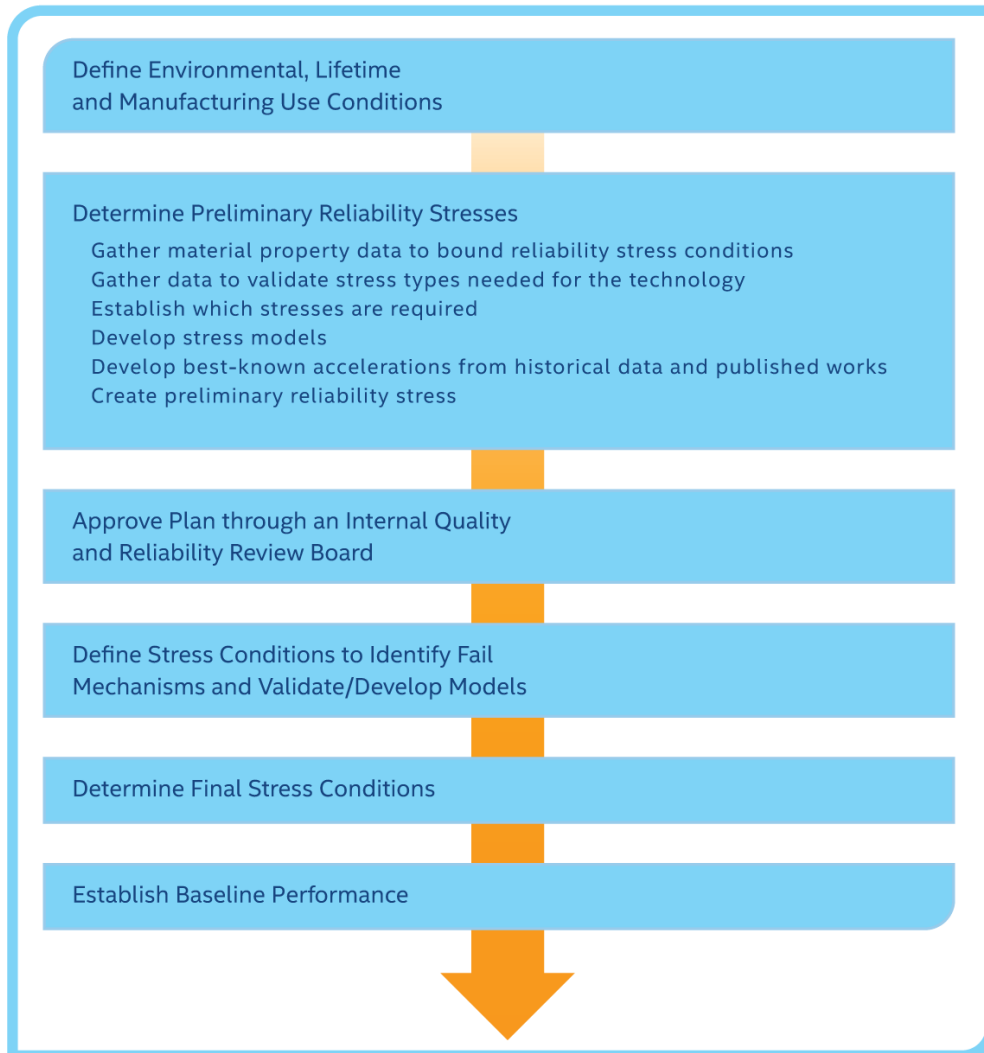 Define Environmental, Lifetime
and Manufacturing Use Conditions
Determine Preliminary Reliability Stresses
Gather material property data to bound reliability stress conditions
Gather data to validate stress types needed for the technology
Establish which stresses are required
Develop stress models
Develop best-known accelerations from historical data and published works
Create preliminary reliability stress
Approve Plan through an Internal Quality
and Reliability Review Board
Define Stress Conditions to Identify Fail
Mechanisms and Validate/Develop Models
Determine Final Stress Conditions
Establish Baseline Performance